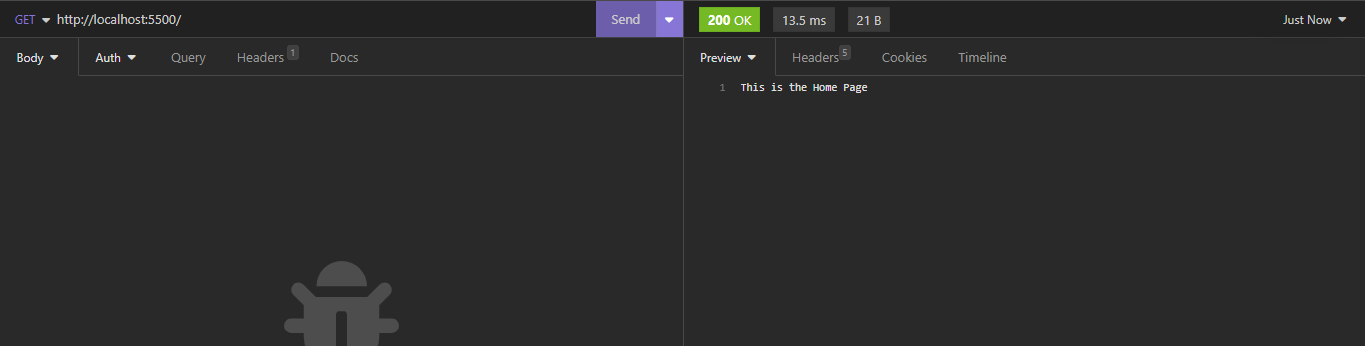 GET http://localhost:5500/ Send 200 OK 13.5 ms 21 B Just Now
Body Auth Query Headers 1 Docs Preview Headers 5 Cookies Timeline
1 This is the Home Page